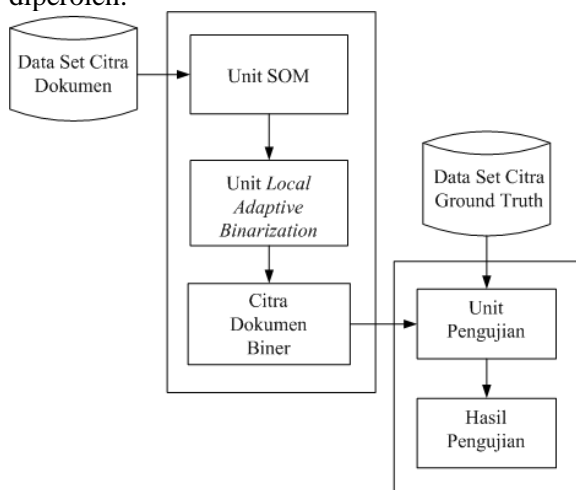 diperoleh.
Data Set Citra
Dokumen
Unit SOM
Unit Local
Adaptive
Binarization
Data Set Citra
Ground Truth
Citra
Dokumen
Biner
Unit
Pengujian
Hasil
Pengujian